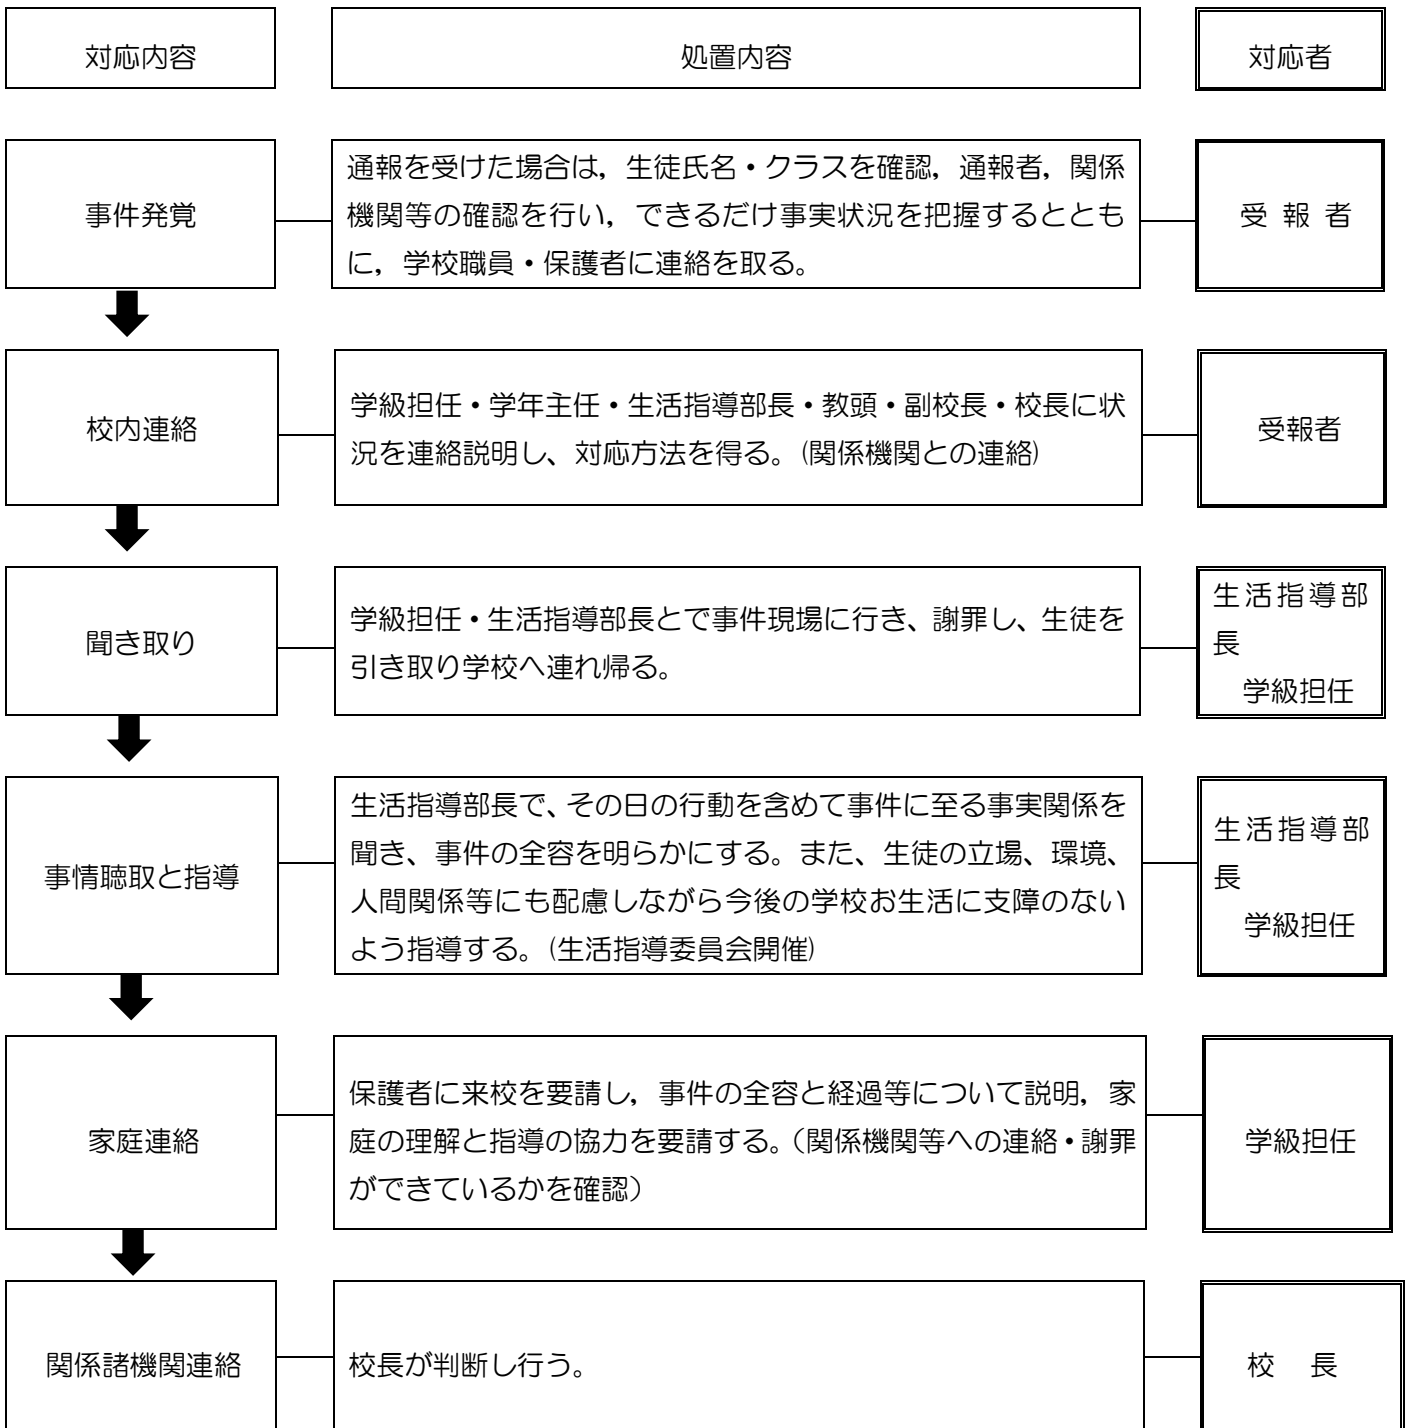 対応内容
処置内容
対応者
事件発覚
通報を受けた場合は，生徒氏名・クラスを確認，通報者，関係
機関等の確認を行い，できるだけ事実状況を把握するととも
に，学校職員・保護者に連絡を取る。
受 報 者
校内連絡
学級担任・学年主任・生活指導部長・教頭・副校長・校長に状
況を連絡説明し、対応方法を得る。(関係機関との連絡)
受報者
聞き取り
学級担任・生活指導部長とで事件現場に行き、謝罪し、生徒を
引き取り学校へ連れ帰る。
生活指導部
長
学級担任
事情聴取と指導
生活指導部長で、その日の行動を含めて事件に至る事実関係を
聞き、事件の全容を明らかにする。また、生徒の立場、環境、
人間関係等にも配慮しながら今後の学校お生活に支障のない
よう指導する。(生活指導委員会開催)
生活指導部
長
学級担任
家庭連絡
保護者に来校を要請し，事件の全容と経過等について説明，家
庭の理解と指導の協力を要請する。（関係機関等への連絡・謝罪
ができているかを確認）
学級担任
関係諸機関連絡
校長が判断し行う。
校　長